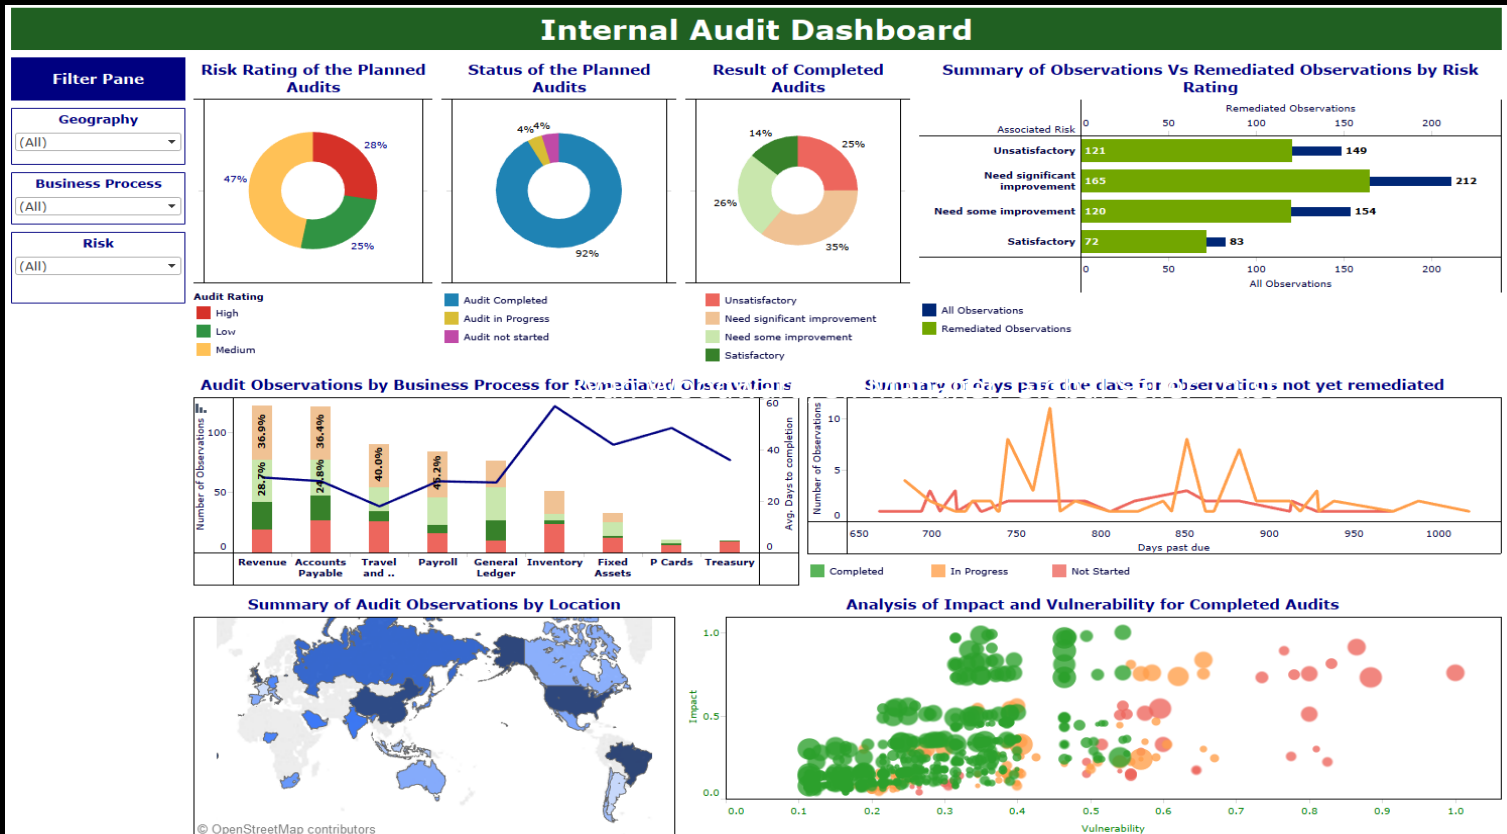 Internal Audit Dashboard
Filter Pane
Geography
(All)
Business Process
(All)
Risk
(All)
Risk Rating of the Planned
Audits
28%
47%
25%
Audit Rating
High
Low
Medium
Status of the Planned
Audits
4%
4%
92%
Audit Completed
Audit in Progress
Audit not started
Result of Completed
Audits
14%
25%
26%
35%
Unsatisfactory
Need significant improvement
Need some improvement
Satisfactory
Summary of Observations Vs Remediated Observations by Risk
Rating
Remediated Observations
Associated Risk
0 50 100 150 200
Unsatisfactory 121 149
Need significant
improvement 165 212
Need some improvement 120 154
Satisfactory 72 83
0 50 100 150 200
All Observations
All Observations
Remediated Observations
Audit Observations by Business Process for Remediated Observations
Number of Observations
100
50
0
36.9%
28.7%
36.4%
24.8%
40.0%
45.2%
60
40
20
0
Avg. Days to completion
Revenue Accounts
Payable Travel
and .. Payroll General
Ledger Inventory Fixed
Assets P Cards Treasury
Summary of days past due date for observations not yet remediated
Number of Observations
10
5
0
650 700 750 800 850 900 950 1000
Days past due
Completed In Progress Not Started
Summary of Audit Observations by Location
© OpenStreetMap contributors
Analysis of Impact and Vulnerability for Completed Audits
Impact
1.0
0.5
0.0
0.0 0.1 0.2 0.3 0.4 0.5 0.6 0.7 0.8 0.9 1.0
Vulnerability